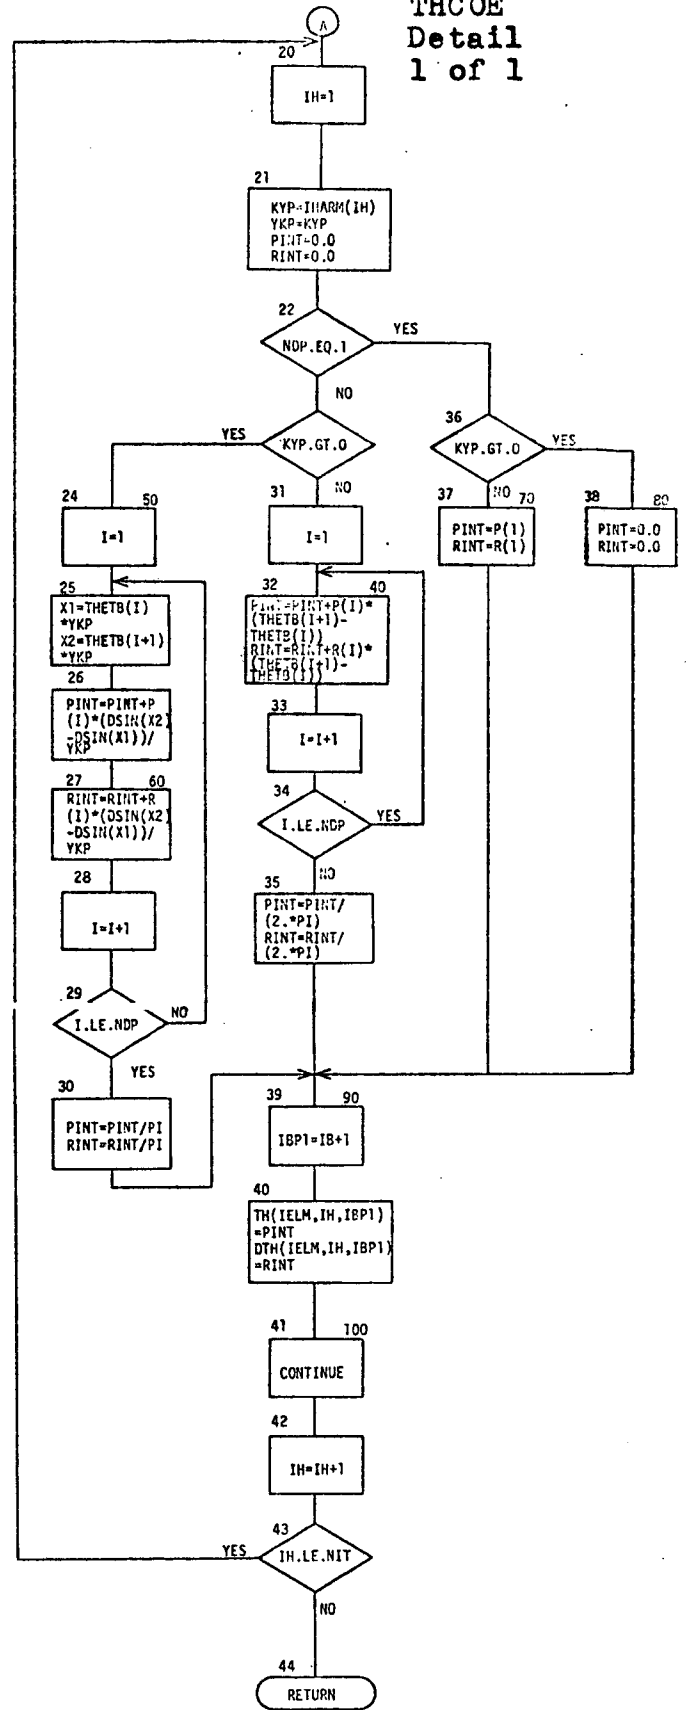 THCOE
Detail
1 of 1
A
20
IH=1
21
KYP=IHARM(IH)
YKP=KYP
PINT=0.0
RINT=0.0
22
NDP.EQ.1
YES
NO
KYP.GT.0
YES
NO
36
KYP.GT.0
YES
NO
24
50
I=1
31
I=1
37
70
PINT=P(1)
RINT=R(1)
38
80
PINT=0.0
RINT=0.0
25
X1=THETB(I)
*YKP
X2=THETB(I+1)
*YKP
26
PINT=PINT+P
(I)*(DSIN(X2)
-DSIN(X1))/
YKP
27
60
RINT=RINT+R
(I)*(DSIN(X2)
-DSIN(X1))/
YKP
28
I=I+1
29
I.LE.NDP
NO
YES
30
PINT=PINT/PI
RINT=RINT/PI
32
40
PINT=PINT+P(I)*
(THETB(I+1)-
THETB(I))
RINT=RINT+R(I)*
(THETB(I+1)-
THETB(I))
33
I=I+1
34
I.LE.NDP
YES
NO
35
PINT=PINT/
(2.*PI)
RINT=RINT/
(2.*PI)
39
90
IBP1=IB+1
40
TH(IELM,IH,IBP1)
=PINT
DTH(IELM,IH,IBP1)
=RINT
41
100
CONTINUE
42
IH=IH+1
43
IH.LE.NIT
YES
NO
44
RETURN